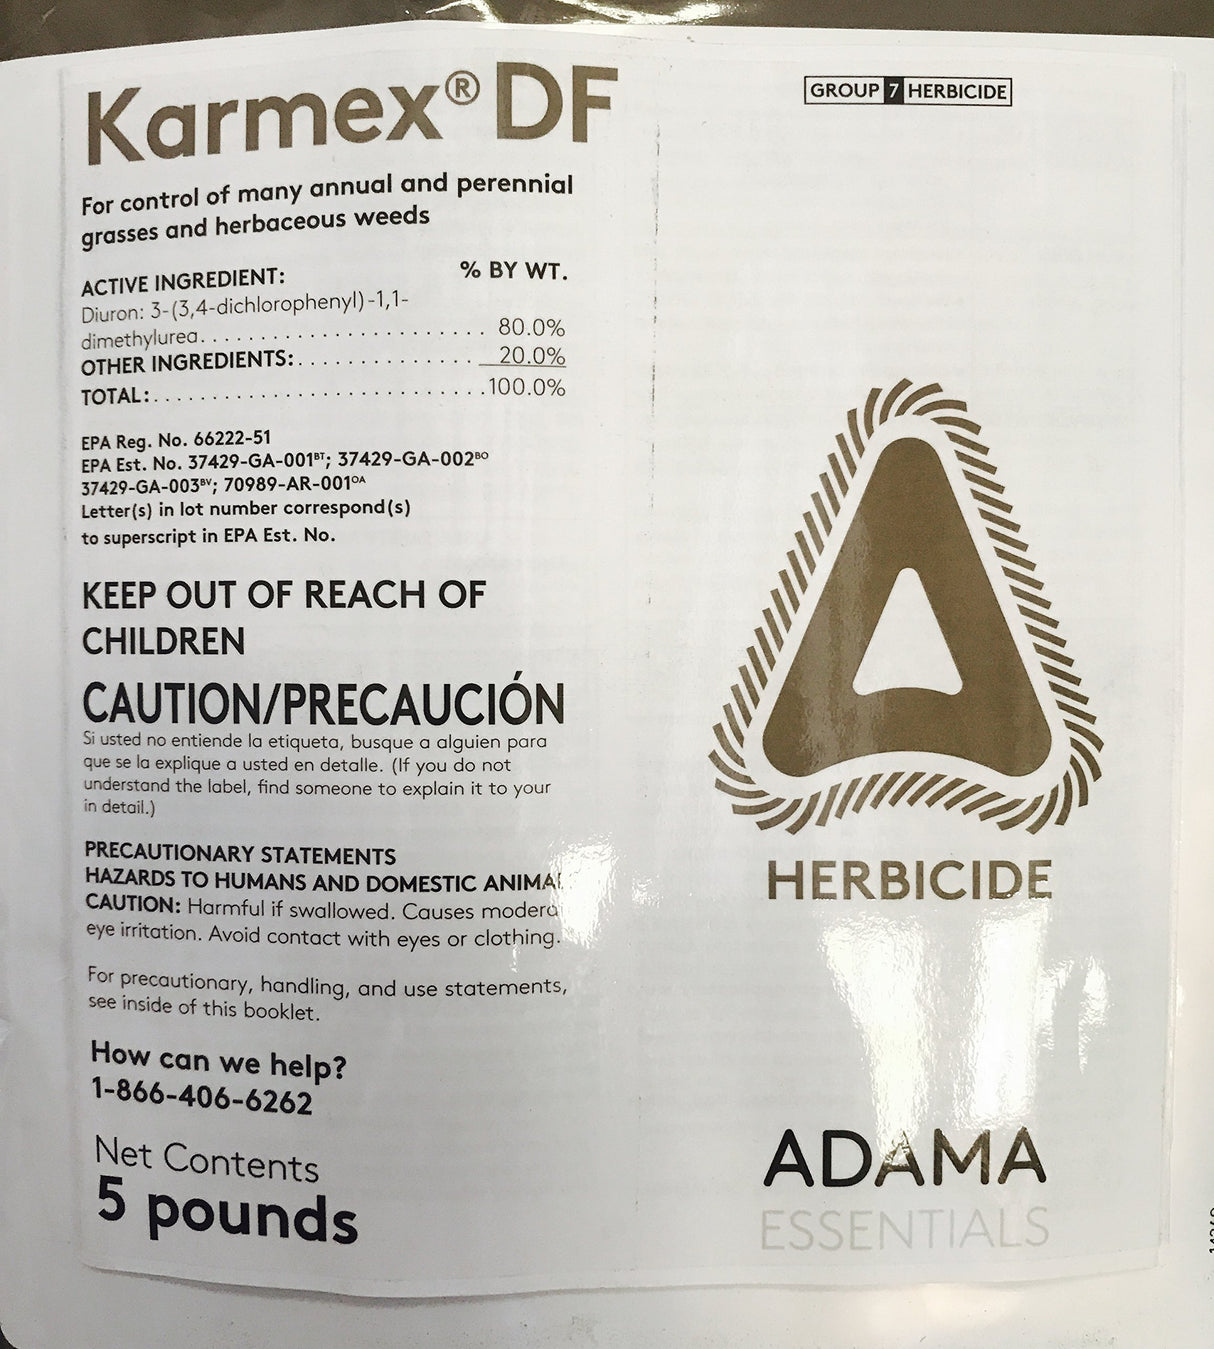 Karmex® DF
For control of many annual and perennial
grasses and herbaceous weeds
ACTIVE INGREDIENT: % BY WT.
Diuron: 3-(3,4-dichlorophenyl)-1,1-
dimethylurea. . . . . . . . . . . . . . . . . . . . . . . . . . 80.0%
OTHER INGREDIENTS:. . . . . . . . . . . . . . . . 20.0%
TOTAL:. . . . . . . . . . . . . . . . . . . . . . . . . . . . . .100.0%
EPA Reg. No. 66222-51
EPA Est. No. 37429-GA-001ᴮᵀ; 37429-GA-002ᴮᴼ
37429-GA-003ᴮⱽ; 70989-AR-001ᴼᴬ
Letter(s) in lot number correspond(s)
to superscript in EPA Est. No.
KEEP OUT OF REACH OF
CHILDREN
CAUTION/PRECAUCIÓN
Si usted no entiende la etiqueta, busque a alguien para
que se la explique a usted en detalle. (If you do not
understand the label, find someone to explain it to your
in detail.)
PRECAUTIONARY STATEMENTS
HAZARDS TO HUMANS AND DOMESTIC ANIMA
CAUTION: Harmful if swallowed. Causes modera
eye irritation. Avoid contact with eyes or clothing.
For precautionary, handling, and use statements,
see inside of this booklet.
How can we help?
1-866-406-6262
Net Contents
5 pounds
GROUP 7 HERBICIDE
HERBICIDE
ADAMA
ESSENTIALS